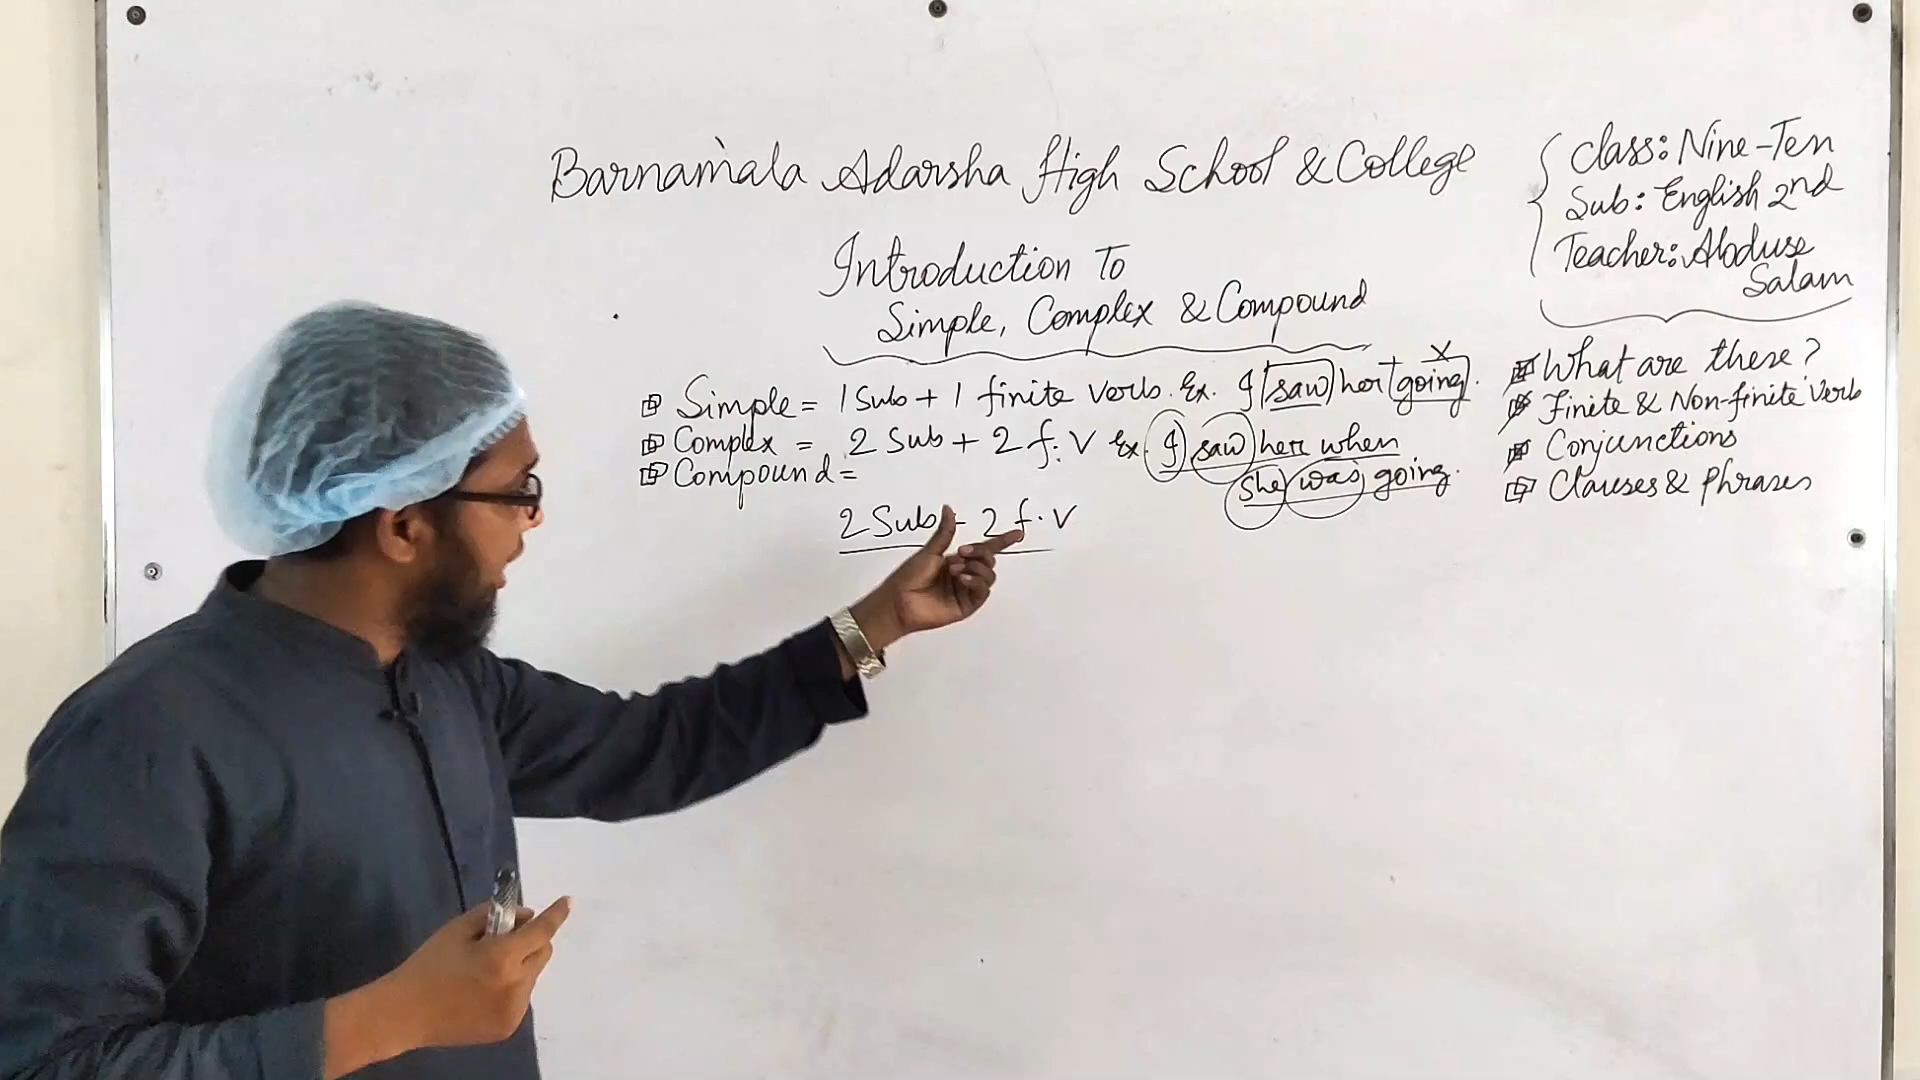 Barnamala Adarsha High School & College
Introduction To
Simple, Complex & Compound
Simple = 1 Sub + 1 finite verb. Ex. I saw her + going.
Complex = 2 Sub + 2 f. V Ex. I saw her when
she was going.
Compound =
2 Sub - 2 f. V
Class: Nine-Ten
Sub: English 2nd
Teacher: Abduse
Salam
What are these?
Finite & Non-finite verb
Conjunctions
Clauses & Phrases